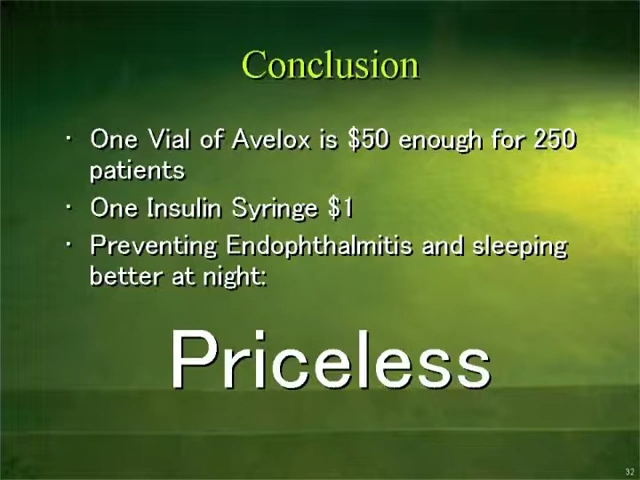 Conclusion
· One Vial of Avelox is $50 enough for 250
patients
· One Insulin Syringe $1
· Preventing Endophthalmitis and sleeping
better at night:
Priceless
32